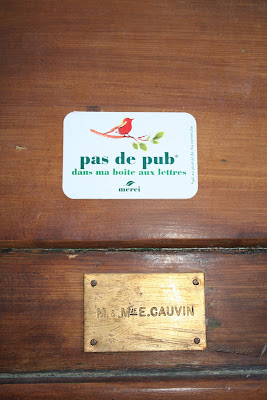 pas de pub*
dans ma boîte aux lettres
merci
M. & Mme E. CAUVIN